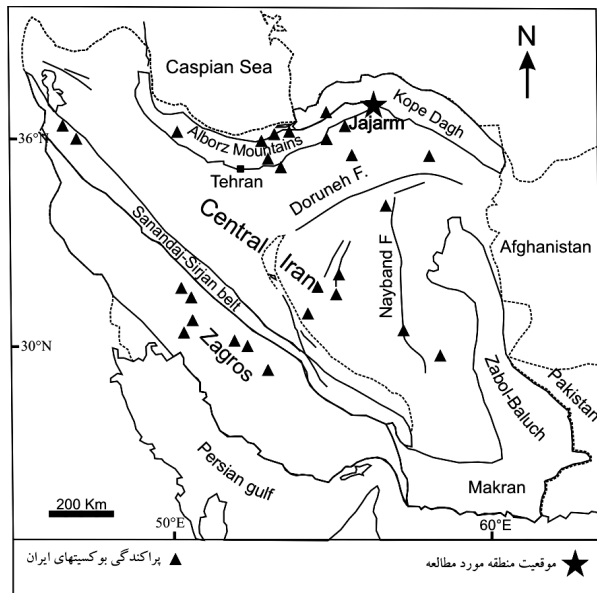 N
Caspian Sea
Kope Dagh
Jajarm
36°N
Alborz Mountains
Tehran
Doruneh F.
Central Iran
Afghanistan
Sanandaj-Sirjan belt
Nayband F
30°N
Zagros
Zabol-Baluch
Pakistan
Persian gulf
Makran
200 Km
50°E
60°E
موقعیت منطقه مورد مطالعه
پراکندگی بوکسیتهای ایران